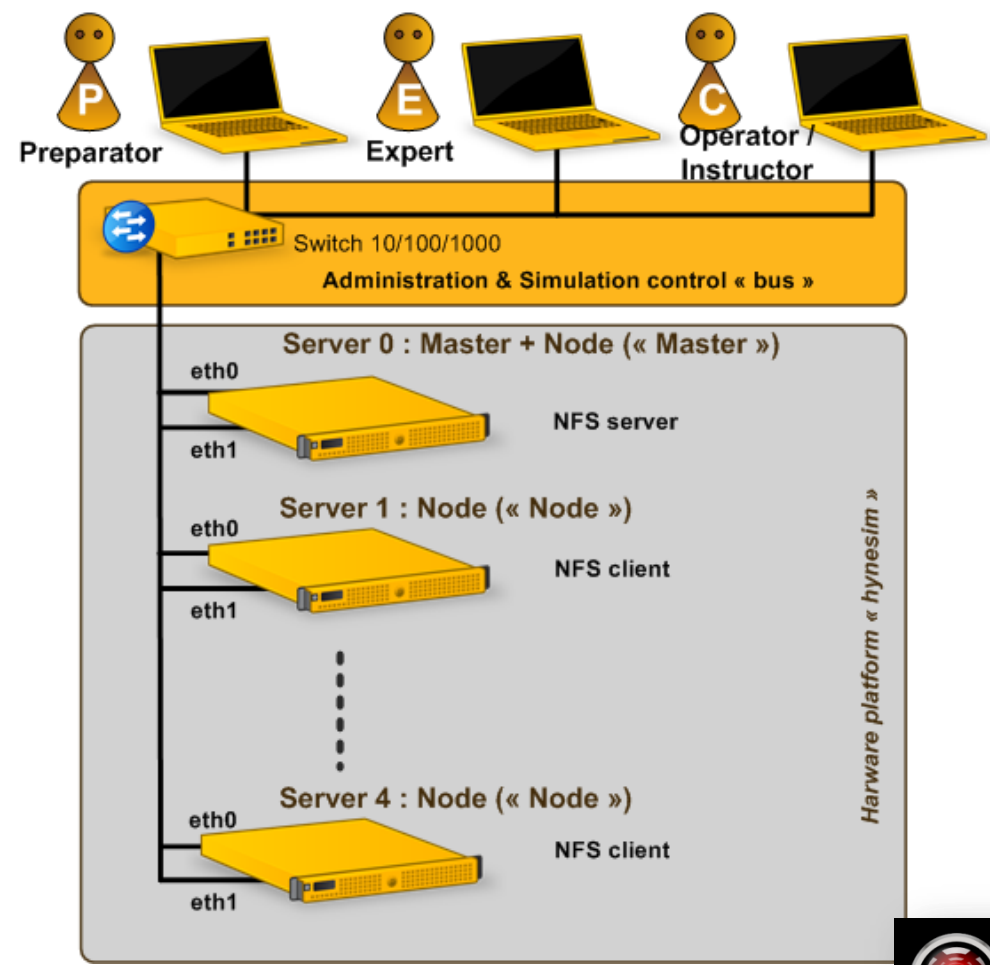 P
E
C
Preparator
Expert
Operator /
Instructor
Switch 10/100/1000
Administration & Simulation control « bus »
Server 0 : Master + Node (« Master »)
eth0
NFS server
eth1
Server 1 : Node (« Node »)
eth0
NFS client
eth1
Harware platform « hynesim »
Server 4 : Node (« Node »)
eth0
NFS client
eth1